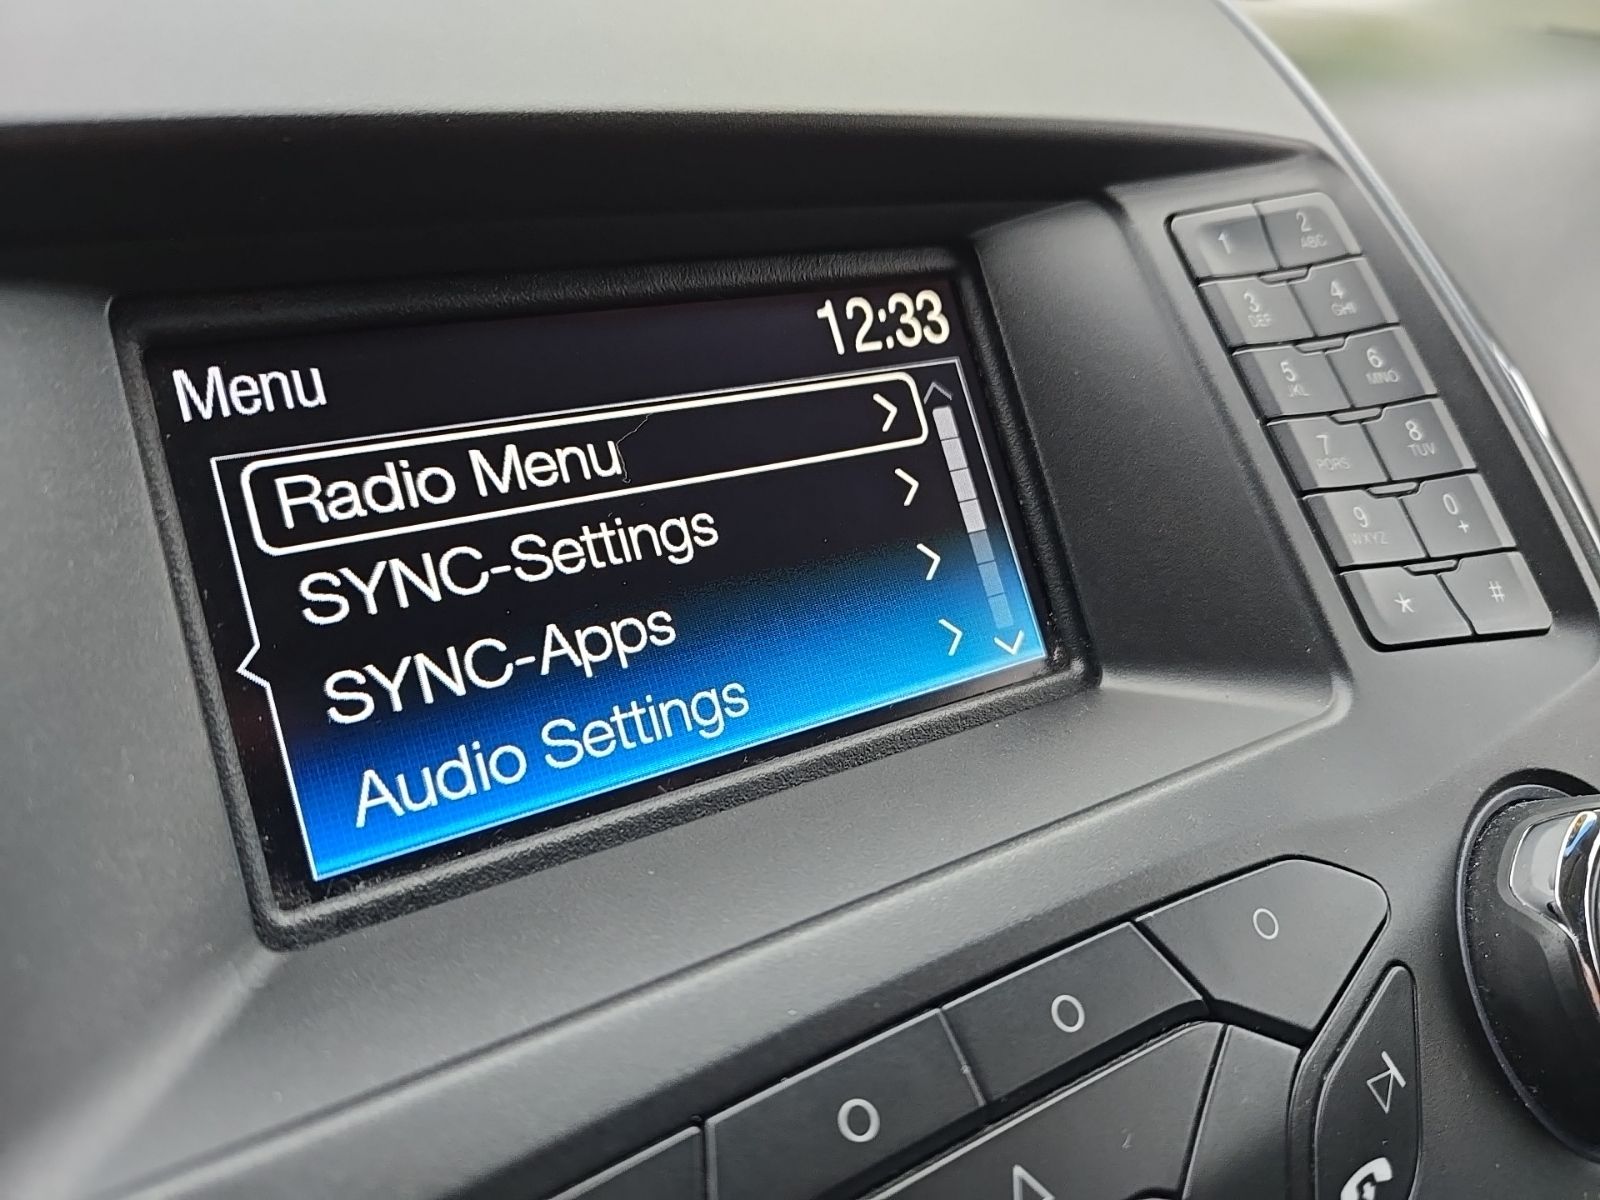 12:33
Menu
Radio Menu
SYNC-Settings
SYNC-Apps
Audio Settings
1
2 ABC
3 DEF
4 GHI
5 JKL
6 MNO
7 PQRS
8 TUV
9 WXYZ
0 +
*
#